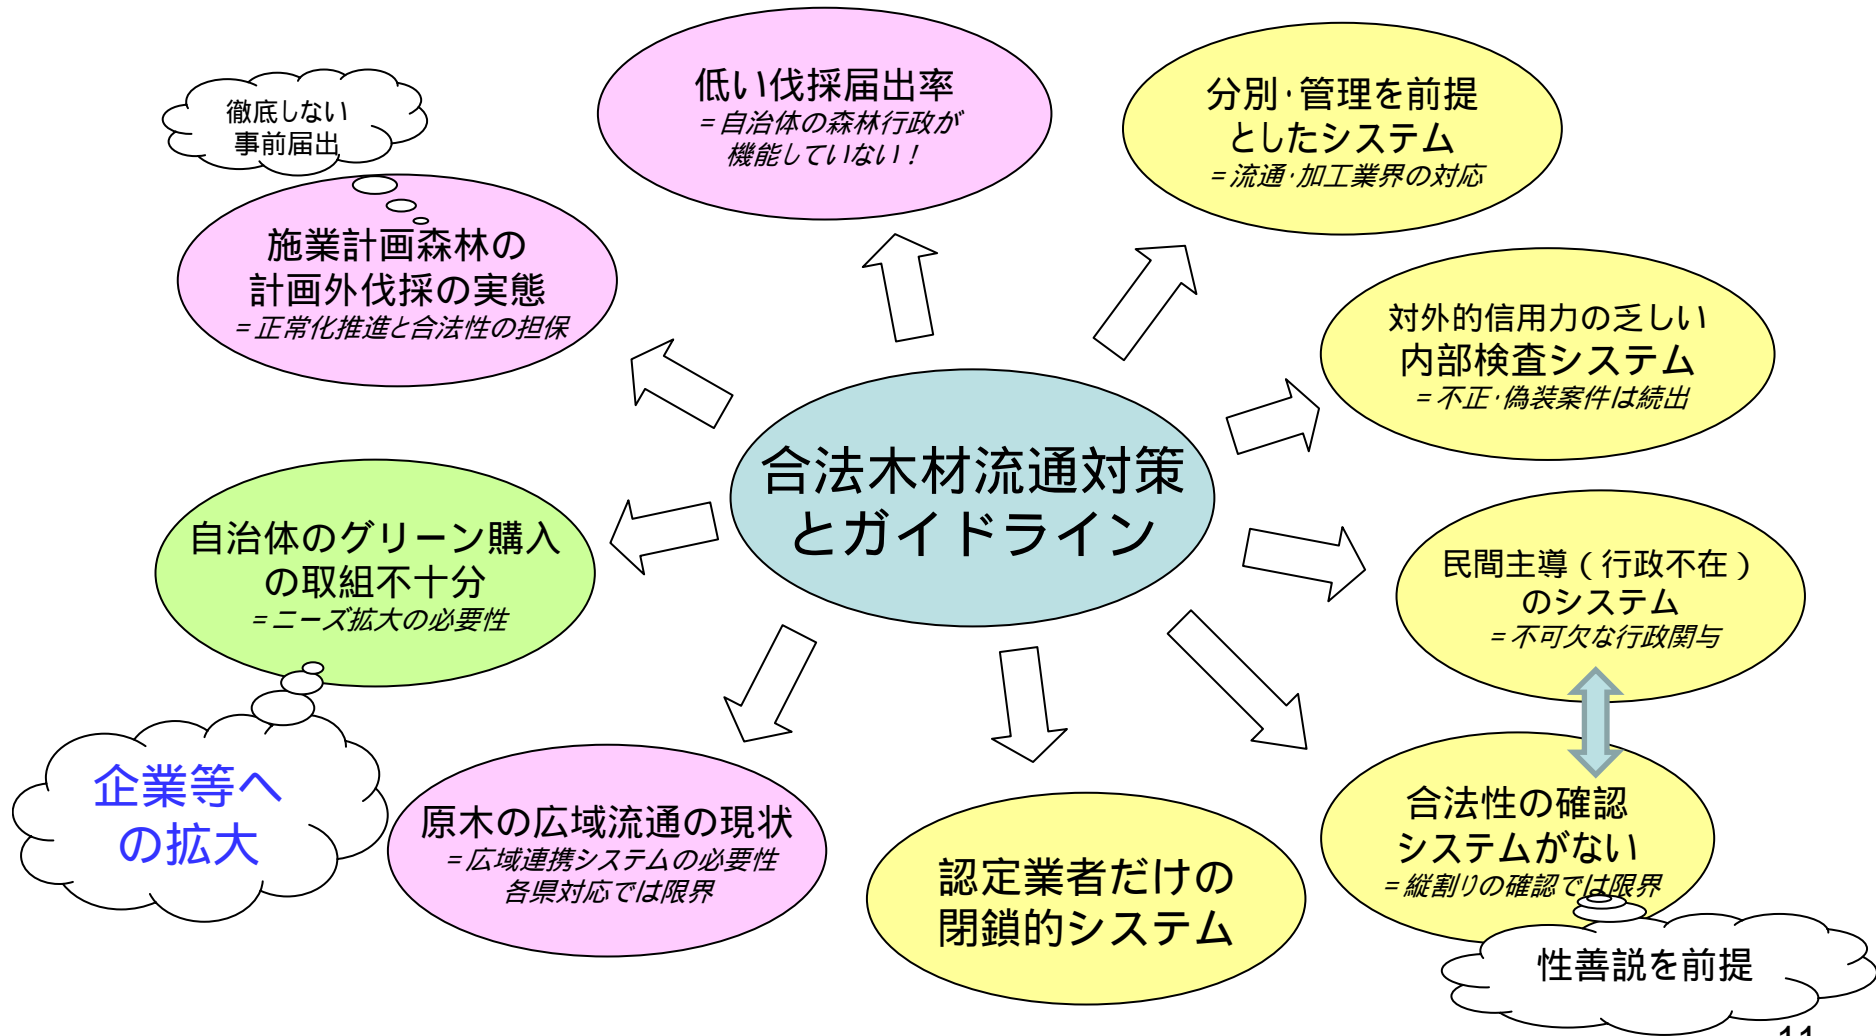 低い伐採届出率
=自治体の森林行政が
機能していない！
分別・管理を前提
としたシステム
=流通・加工業界の対応
徹底しない
事前届出
施業計画森林の
計画外伐採の実態
=正常化推進と合法性の担保
対外的信用力の乏しい
内部検査システム
=不正・偽装案件は続出
合法木材流通対策
とガイドライン
自治体のグリーン購入
の取組不十分
=ニーズ拡大の必要性
民間主導（行政不在）
のシステム
=不可欠な行政関与
企業等へ
の拡大
原木の広域流通の現状
=広域連携システムの必要性
各県対応では限界
認定業者だけの
閉鎖的システム
合法性の確認
システムがない
=縦割りの確認では限界
性善説を前提
11